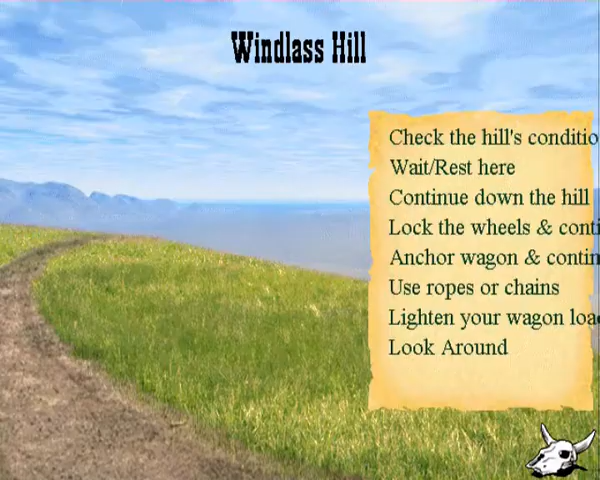 Windlass Hill
Check the hill's conditio
Wait/Rest here
Continue down the hill
Lock the wheels & conti
Anchor wagon & contin
Use ropes or chains
Lighten your wagon loa
Look Around